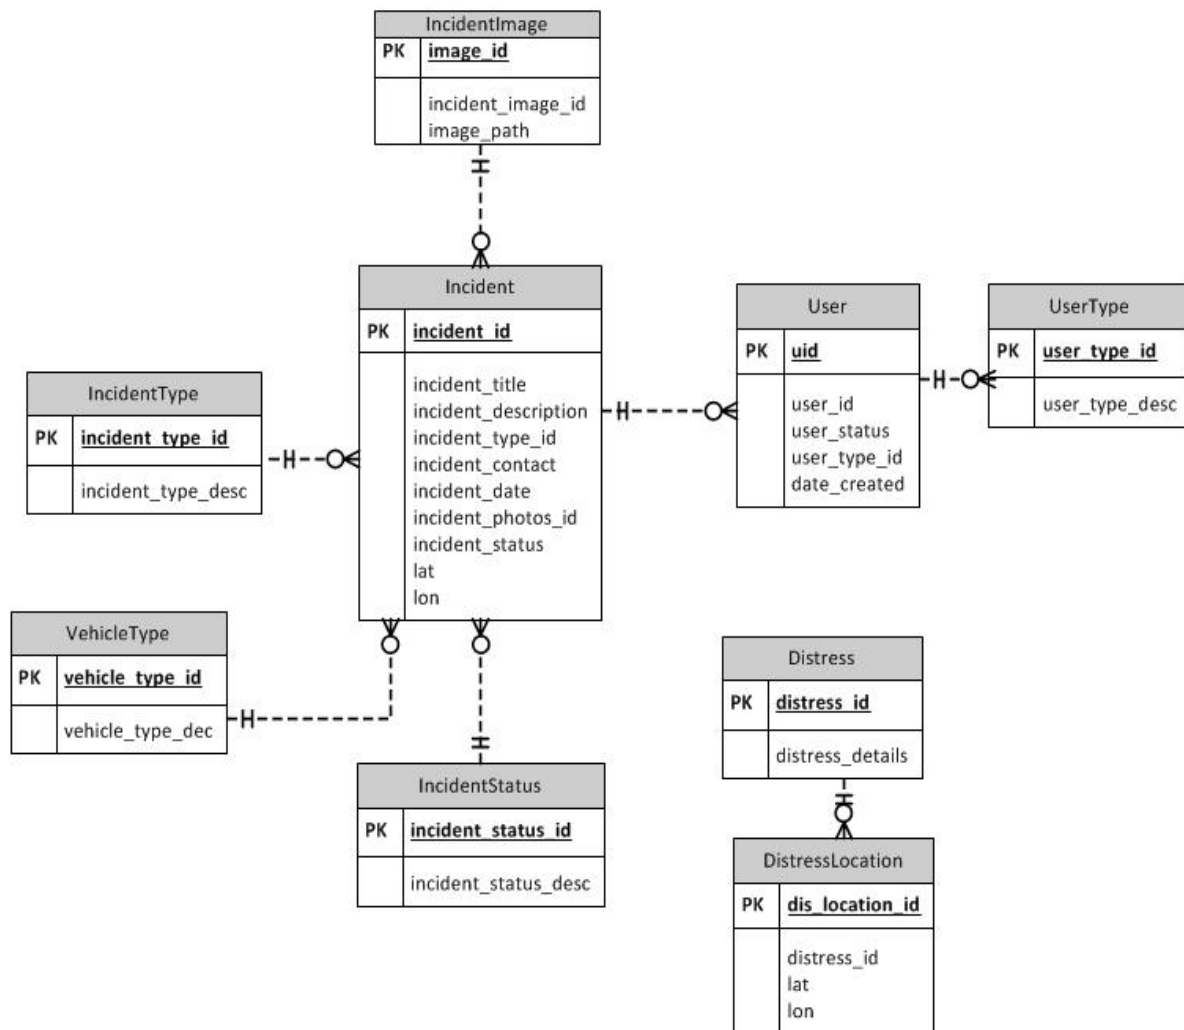 IncidentImage
PK image_id
incident_image_id
image_path
Incident
PK incident_id
incident_title
incident_description
incident_type_id
incident_contact
incident_date
incident_photos_id
incident_status
lat
lon
User
PK uid
user_id
user_status
user_type_id
date_created
UserType
PK user_type_id
user_type_desc
IncidentType
PK incident_type_id
incident_type_desc
VehicleType
PK vehicle_type_id
vehicle_type_dec
IncidentStatus
PK incident_status_id
incident_status_desc
Distress
PK distress_id
distress_details
DistressLocation
PK dis_location_id
distress_id
lat
lon